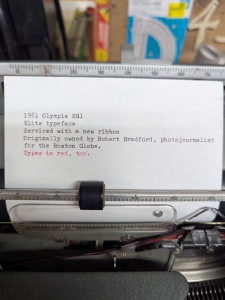 1961 Olympia SG1
Elite typeface
Serviced with a new ribbon
Originally owned by Robert Bradford, photojournalist
for the Boston Globe.
Types in red, too.